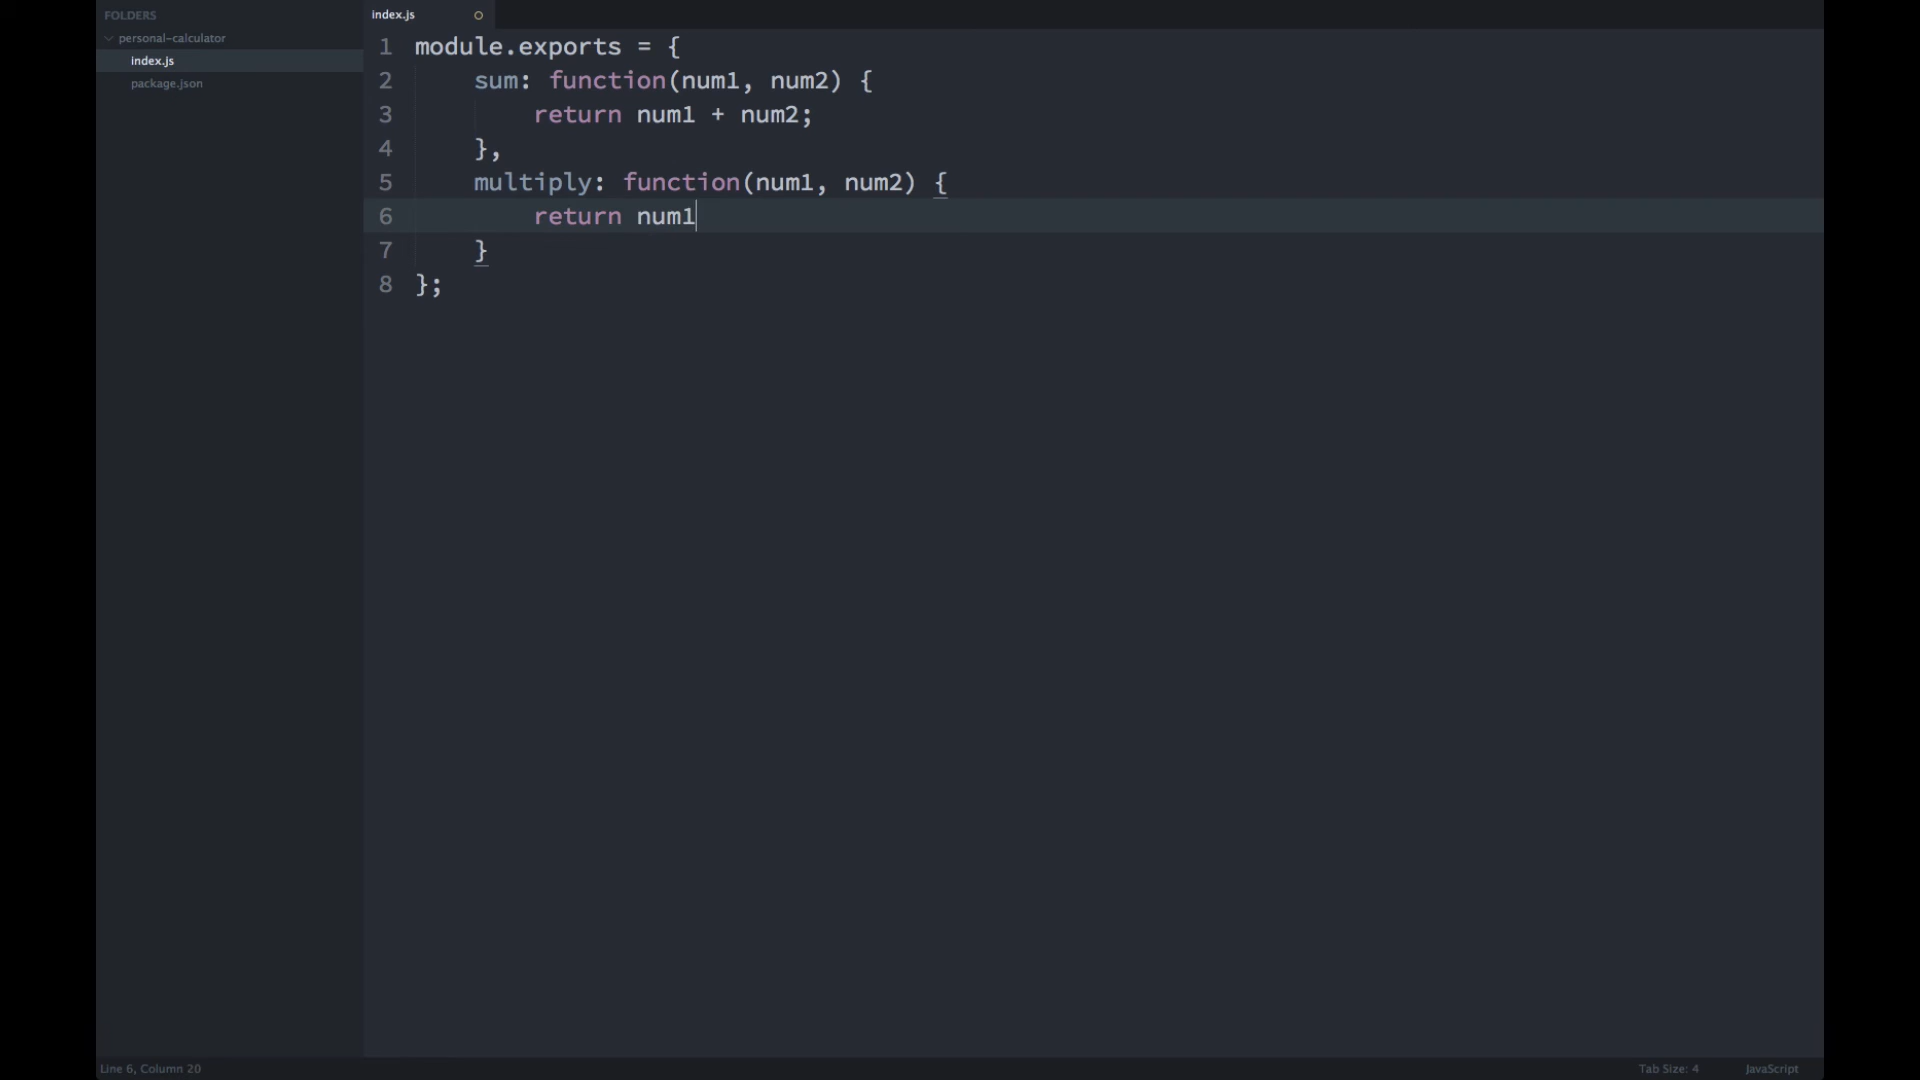 FOLDERS
personal-calculator
index.js
package.json
index.js
1 module.exports = {
2 sum: function(num1, num2) {
3 return num1 + num2;
4 },
5 multiply: function(num1, num2) {
6 return num1
7 }
8 };
Line 6, Column 20
Tab Size: 4
JavaScript